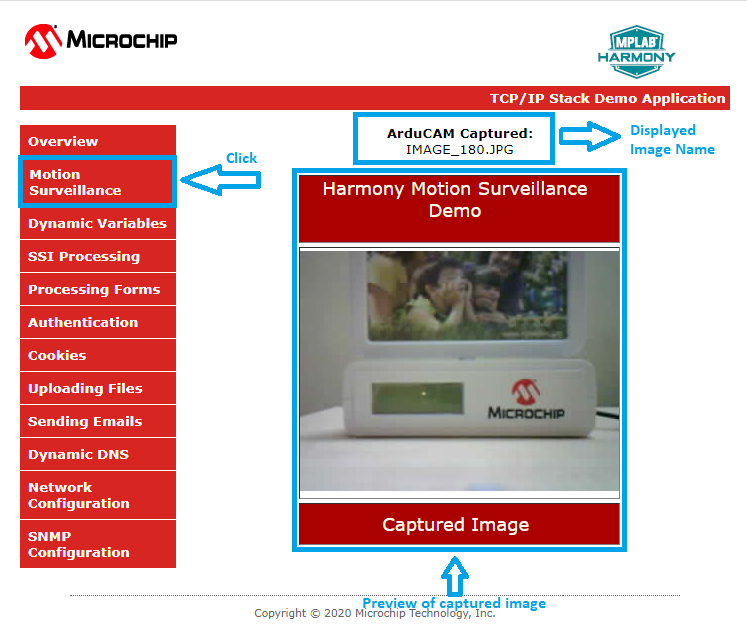 MICROCHIP
MPLAB®
HARMONY
TCP/IP Stack Demo Application
Overview
Motion
Surveillance
Dynamic Variables
SSI Processing
Processing Forms
Authentication
Cookies
Uploading Files
Sending Emails
Dynamic DNS
Network
Configuration
SNMP
Configuration
Click
ArduCAM Captured:
IMAGE_180.JPG
Displayed
Image Name
Harmony Motion Surveillance
Demo
MICROCHIP
Captured Image
Preview of captured image
Copyright © 2020 Microchip Technology, Inc.